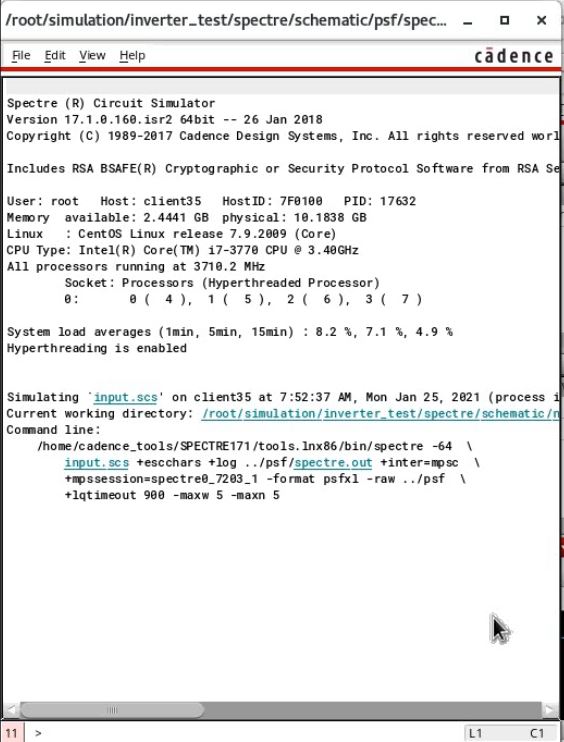 /root/simulation/inverter_test/spectre/schematic/psf/spec...
File Edit View Help
cādence
Spectre (R) Circuit Simulator
Version 17.1.0.160.isr2 64bit -- 26 Jan 2018
Copyright (C) 1989-2017 Cadence Design Systems, Inc. All rights reserved worl
Includes RSA BSAFE(R) Cryptographic or Security Protocol Software from RSA Se
User: root   Host: client35   HostID: 7F0100   PID: 17632
Memory  available: 2.4441 GB  physical: 10.1838 GB
Linux   : CentOS Linux release 7.9.2009 (Core)
CPU Type: Intel(R) Core(TM) i7-3770 CPU @ 3.40GHz
All processors running at 3710.2 MHz
        Socket: Processors (Hyperthreaded Processor)
        0:       0 (  4 ),  1 (  5 ),  2 (  6 ),  3 (  7 )
System load averages (1min, 5min, 15min) : 8.2 %, 7.1 %, 4.9 %
Hyperthreading is enabled
Simulating `input.scs' on client35 at 7:52:37 AM, Mon Jan 25, 2021 (process i
Current working directory: /root/simulation/inverter_test/spectre/schematic/n
Command line:
    /home/cadence_tools/SPECTRE171/tools.lnx86/bin/spectre -64  \
        input.scs +escchars +log ../psf/spectre.out +inter=mpsc  \
        +mpssession=spectre0_7203_1 -format psfxl -raw ../psf  \
        +lqtimeout 900 -maxw 5 -maxn 5
11 >
L1 C1